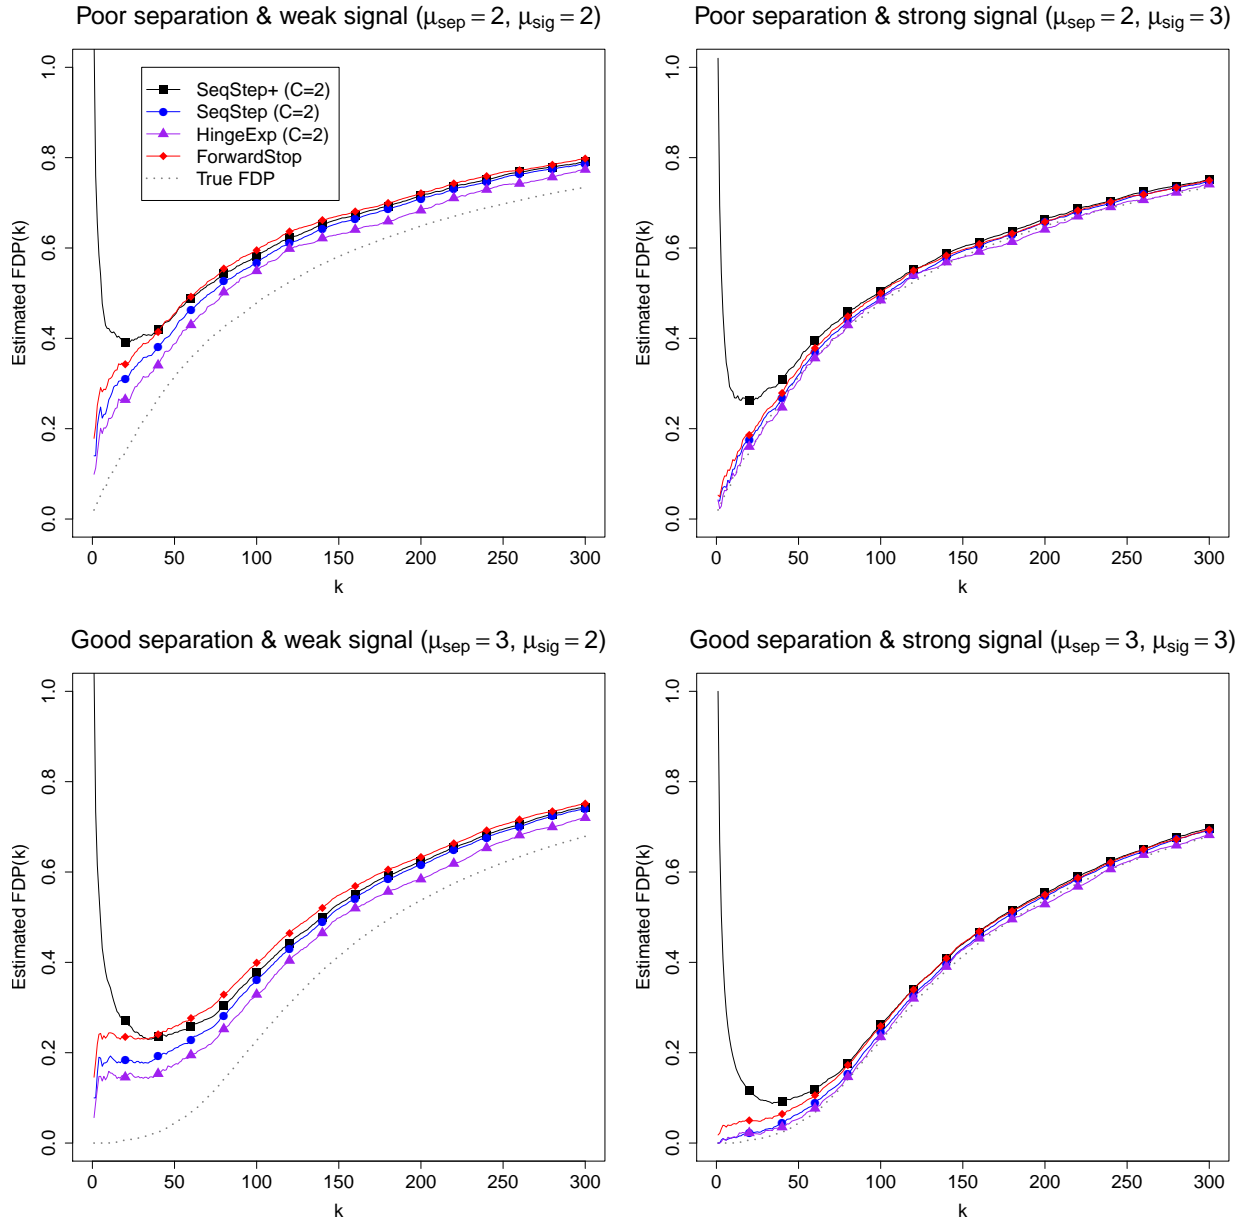 Poor separation & weak signal (μsep = 2, μsig = 2)
1.0
0.8
0.6
0.4
0.2
0.0
Estimated FDP(k)
SeqStep+ (C=2)
SeqStep (C=2)
HingeExp (C=2)
ForwardStop
True FDP
0 50 100 150 200 250 300
k
Poor separation & strong signal (μsep = 2, μsig = 3)
1.0
0.8
0.6
0.4
0.2
0.0
Estimated FDP(k)
0 50 100 150 200 250 300
k
Good separation & weak signal (μsep = 3, μsig = 2)
1.0
0.8
0.6
0.4
0.2
0.0
Estimated FDP(k)
0 50 100 150 200 250 300
k
Good separation & strong signal (μsep = 3, μsig = 3)
1.0
0.8
0.6
0.4
0.2
0.0
Estimated FDP(k)
0 50 100 150 200 250 300
k